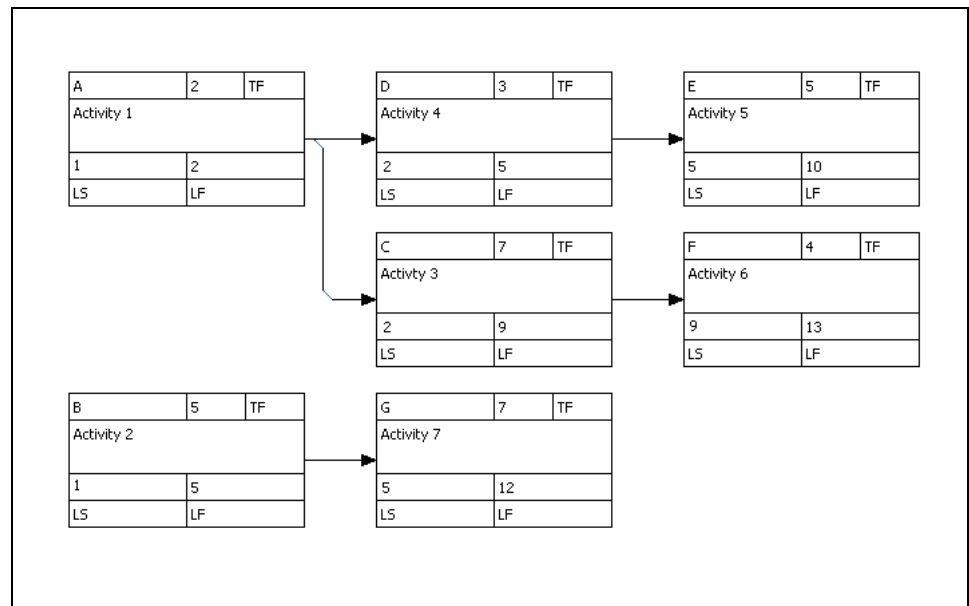 A 2 TF D 3 TF E 5 TF
Activity 1 Activity 4 Activity 5
1 2 2 5 5 10
LS LF LS LF LS LF
C 7 TF F 4 TF
Activty 3 Activity 6
2 9 9 13
LS LF LS LF
B 5 TF G 7 TF
Activity 2 Activity 7
1 5 5 12
LS LF LS LF